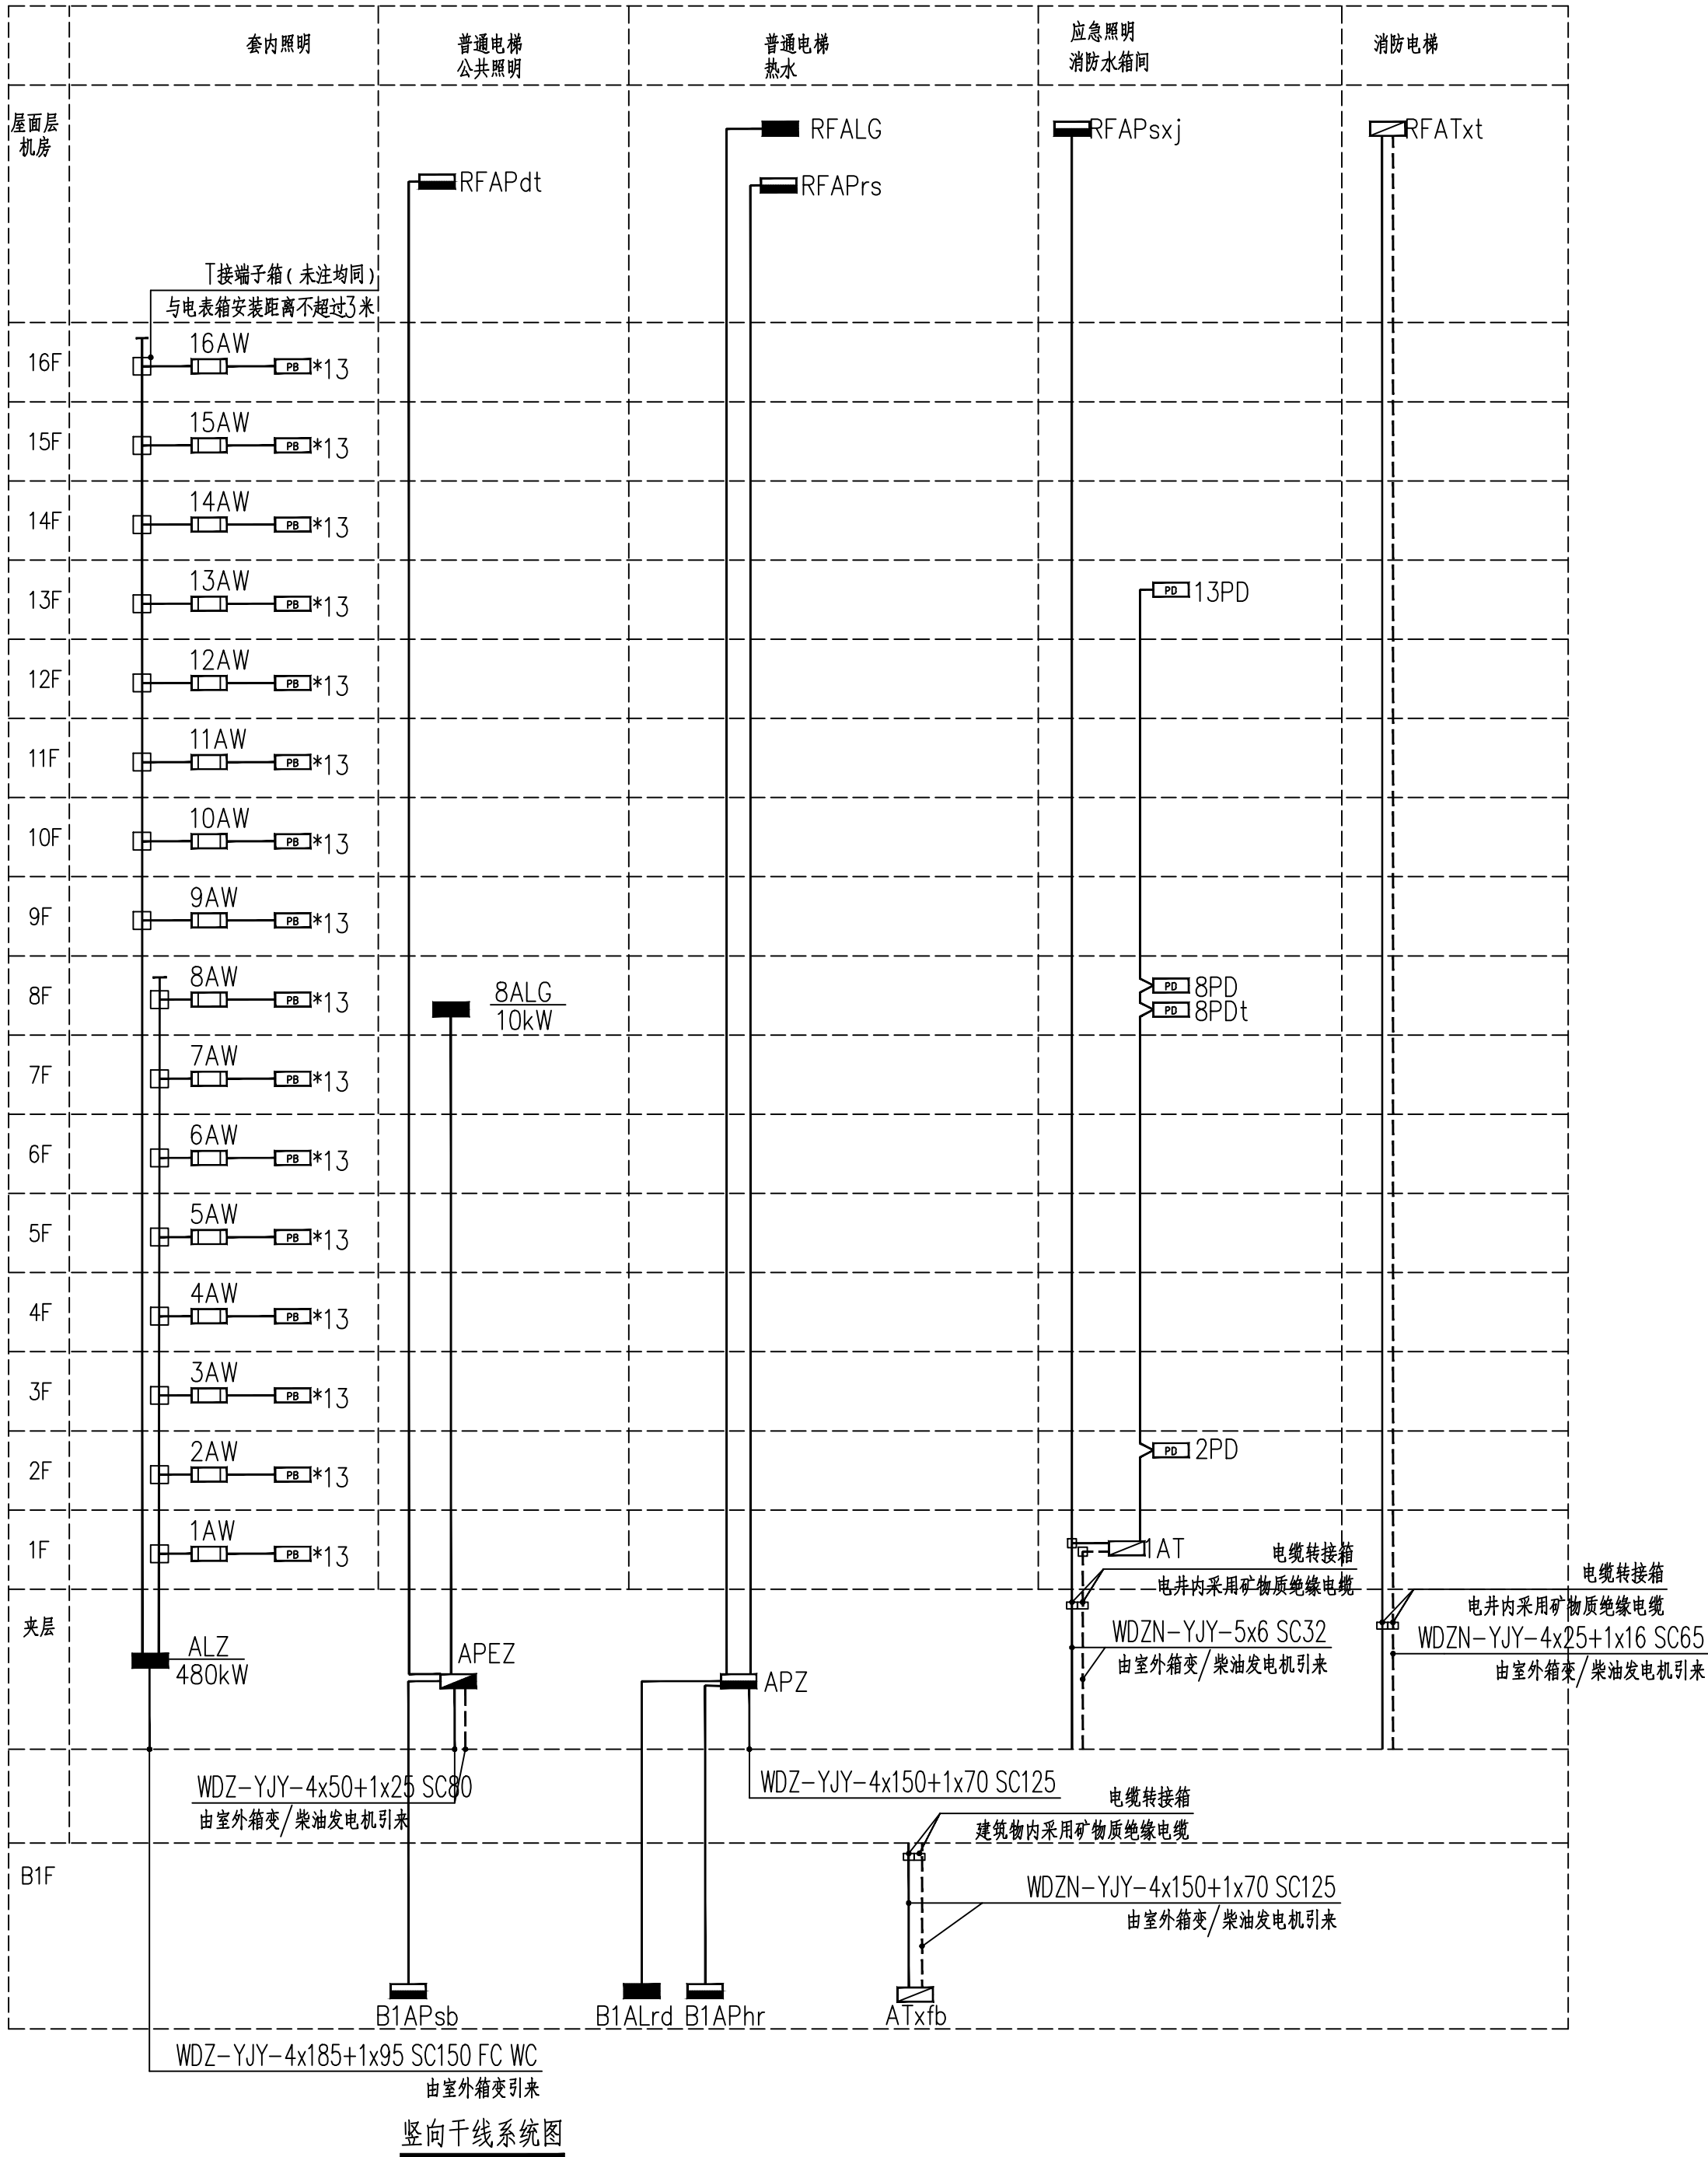 套内照明
普通电梯
公共照明
普通电梯
热水
应急照明
消防水箱间
消防电梯
屋面层
机房
RFALG
RFAPsxj
RFATxt
RFAPdt
RFAPrs
T接端子箱(未注均同)
与电表箱安装距离不超过3米
16F
16AW
PB *13
15F
15AW
PB *13
14F
14AW
PB *13
13F
13AW
PB *13
PD 13PD
12F
12AW
PB *13
11F
11AW
PB *13
10F
10AW
PB *13
9F
9AW
PB *13
8F
8AW
PB *13
8ALG
10kW
PD 8PD
PD 8PDt
7F
7AW
PB *13
6F
6AW
PB *13
5F
5AW
PB *13
4F
4AW
PB *13
3F
3AW
PB *13
2F
2AW
PB *13
PD 2PD
1F
1AW
PB *13
1AT
电缆转接箱
电井内采用矿物质绝缘电缆
电缆转接箱
电井内采用矿物质绝缘电缆
夹层
ALZ
480kW
APEZ
APZ
WDZN-YJY-5x6 SC32
由室外箱变/柴油发电机引来
WDZN-YJY-4x25+1x16 SC65
由室外箱变/柴油发电机引来
WDZ-YJY-4x50+1x25 SC80
由室外箱变/柴油发电机引来
WDZ-YJY-4x150+1x70 SC125
电缆转接箱
建筑物内采用矿物质绝缘电缆
B1F
WDZN-YJY-4x150+1x70 SC125
由室外箱变/柴油发电机引来
B1APsb
B1ALrd
B1APhr
ATxfb
WDZ-YJY-4x185+1x95 SC150 FC WC
由室外箱变引来
竖向干线系统图